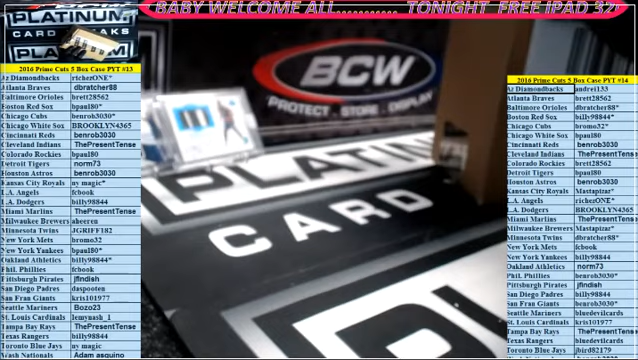 BABY WELCOME ALL........... TONIGHT FREE IPAD 32
PLATINUM
CARD BREAKS
PLATINUM
2016 Prime Cuts 5 Box Case PYT #13
Az Diamondbacks richerONE*
Atlanta Braves dbratcher88
Baltimore Orioles brett28562
Boston Red Sox bpaul80*
Chicago Cubs benrob3030*
Chicago White Sox BROOKLYN4365
Cincinnati Reds benrob3030
Cleveland Indians ThePresentTense
Colorado Rockies bpaul80
Detroit Tigers norm73
Houston Astros benrob3030
Kansas City Royals ny magic*
L.A. Angels fcbook
L.A. Dodgers billy98844
Miami Marlins ThePresentTense
Milwaukee Brewers aheeren
Minnesota Twins JGRIFF182
New York Mets bromo32
New York Yankees bpaul80*
Oakland Athletics billy98844*
Phil. Phillies fcbook
Pittsburgh Pirates jfindish
San Diego Padres daspooten
San Fran Giants kris101977
Seattle Mariners Bozo23
St. Louis Cardinals lemynash_1
Tampa Bay Rays ThePresentTense
Texas Rangers billy98844*
Toronto Blue Jays ny magic
Wash Nationals Adam asquino
BCW
PROTECT. STORE. DISPLAY.
PLATINUM
CARD
2016 Prime Cuts 5 Box Case PYT #14
Az Diamondbacks andrei133
Atlanta Braves brett28562
Baltimore Orioles dbratcher88*
Boston Red Sox billy98844*
Chicago Cubs bromo32*
Chicago White Sox bpaul80
Cincinnati Reds benrob3030
Cleveland Indians ThePresentTense
Colorado Rockies brett28562
Detroit Tigers bpaul80
Houston Astros benrob3030
Kansas City Royals Mastapizar*
L.A. Angels richerONE*
L.A. Dodgers BROOKLYN4365
Miami Marlins ThePresentTense
Milwaukee Brewers Mastapizar*
Minnesota Twins dbratcher88*
New York Mets fcbook
New York Yankees billy98844*
Oakland Athletics norm73
Phil. Phillies benrob3030*
Pittsburgh Pirates jfindish
San Diego Padres billy98844
San Fran Giants benrob3030*
Seattle Mariners bluedevilcards
St. Louis Cardinals kris101977
Tampa Bay Rays ThePresentTense
Texas Rangers bluedevilcards
Toronto Blue Jays jbird82179